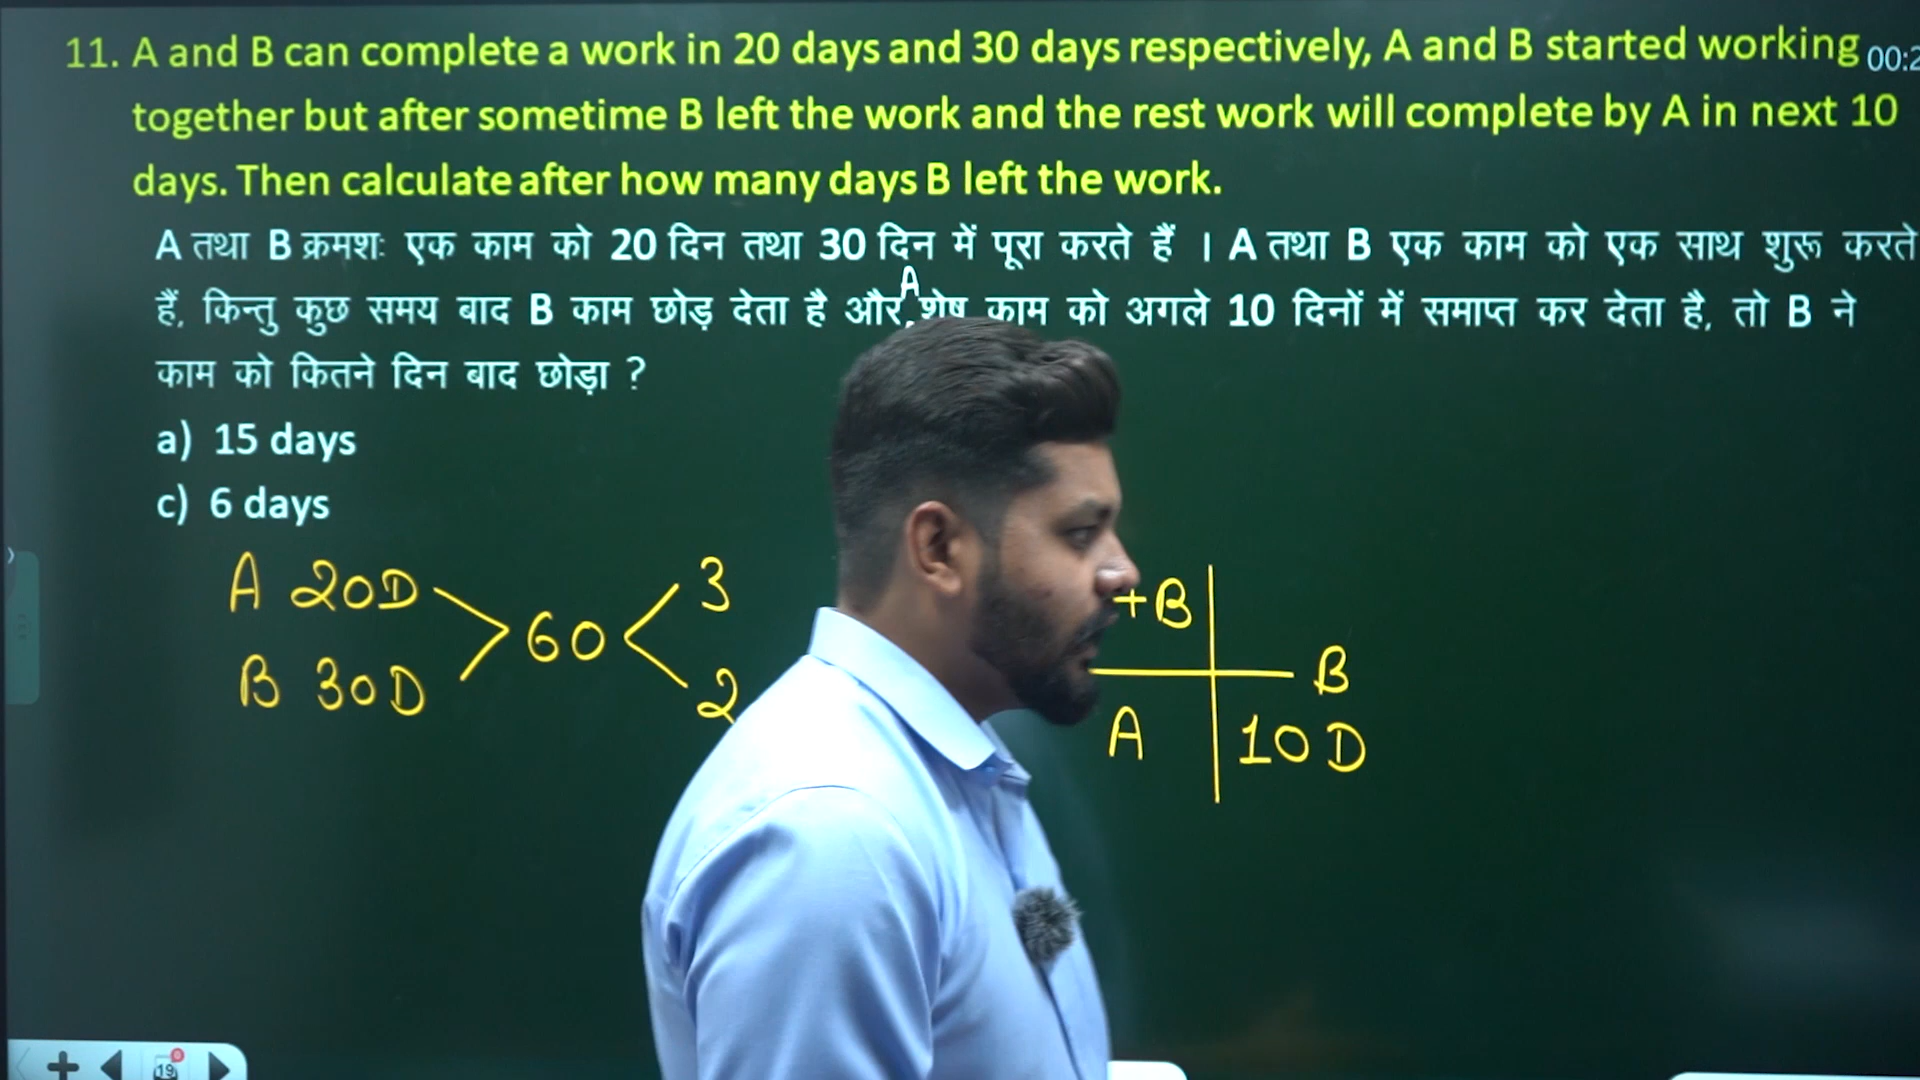 11. A and B can complete a work in 20 days and 30 days respectively, A and B started working
00:2
together but after sometime B left the work and the rest work will complete by A in next 10
days. Then calculate after how many days B left the work.
A तथा B क्रमशः एक काम को 20 दिन तथा 30 दिन में पूरा करते हैं । A तथा B एक काम को एक साथ शुरू करते
हैं, किन्तु कुछ समय बाद B काम छोड़ देता है और A शेष काम को अगले 10 दिनों में समाप्त कर देता है, तो B ने
काम को कितने दिन बाद छोड़ा ?
a) 15 days
c) 6 days
A 20D
B 30D
60
3
2
+B
B
A
10 D
19